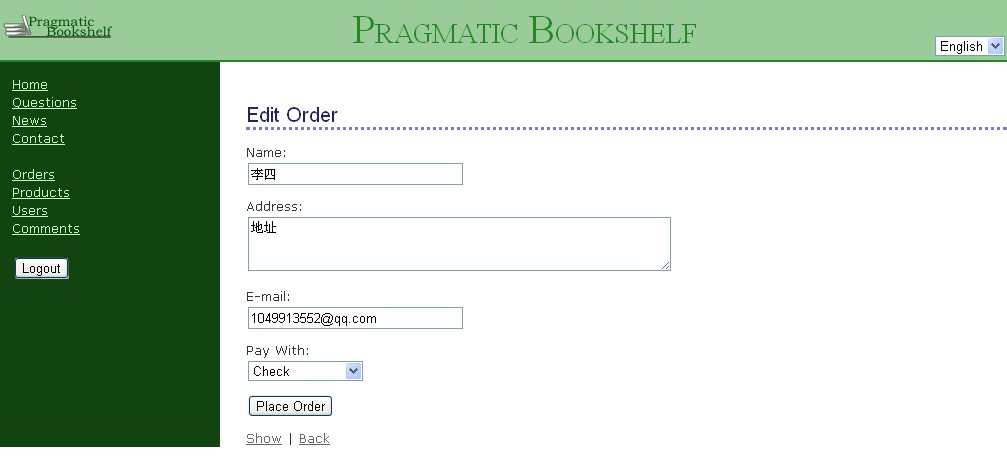 Pragmatic
Bookshelf
PRAGMATIC BOOKSHELF
English
Home
Questions
News
Contact
Orders
Products
Users
Comments
Logout
Edit Order
Name:
李四
Address:
地址
E-mail:
1049913552@qq.com
Pay With:
Check
Place Order
Show | Back